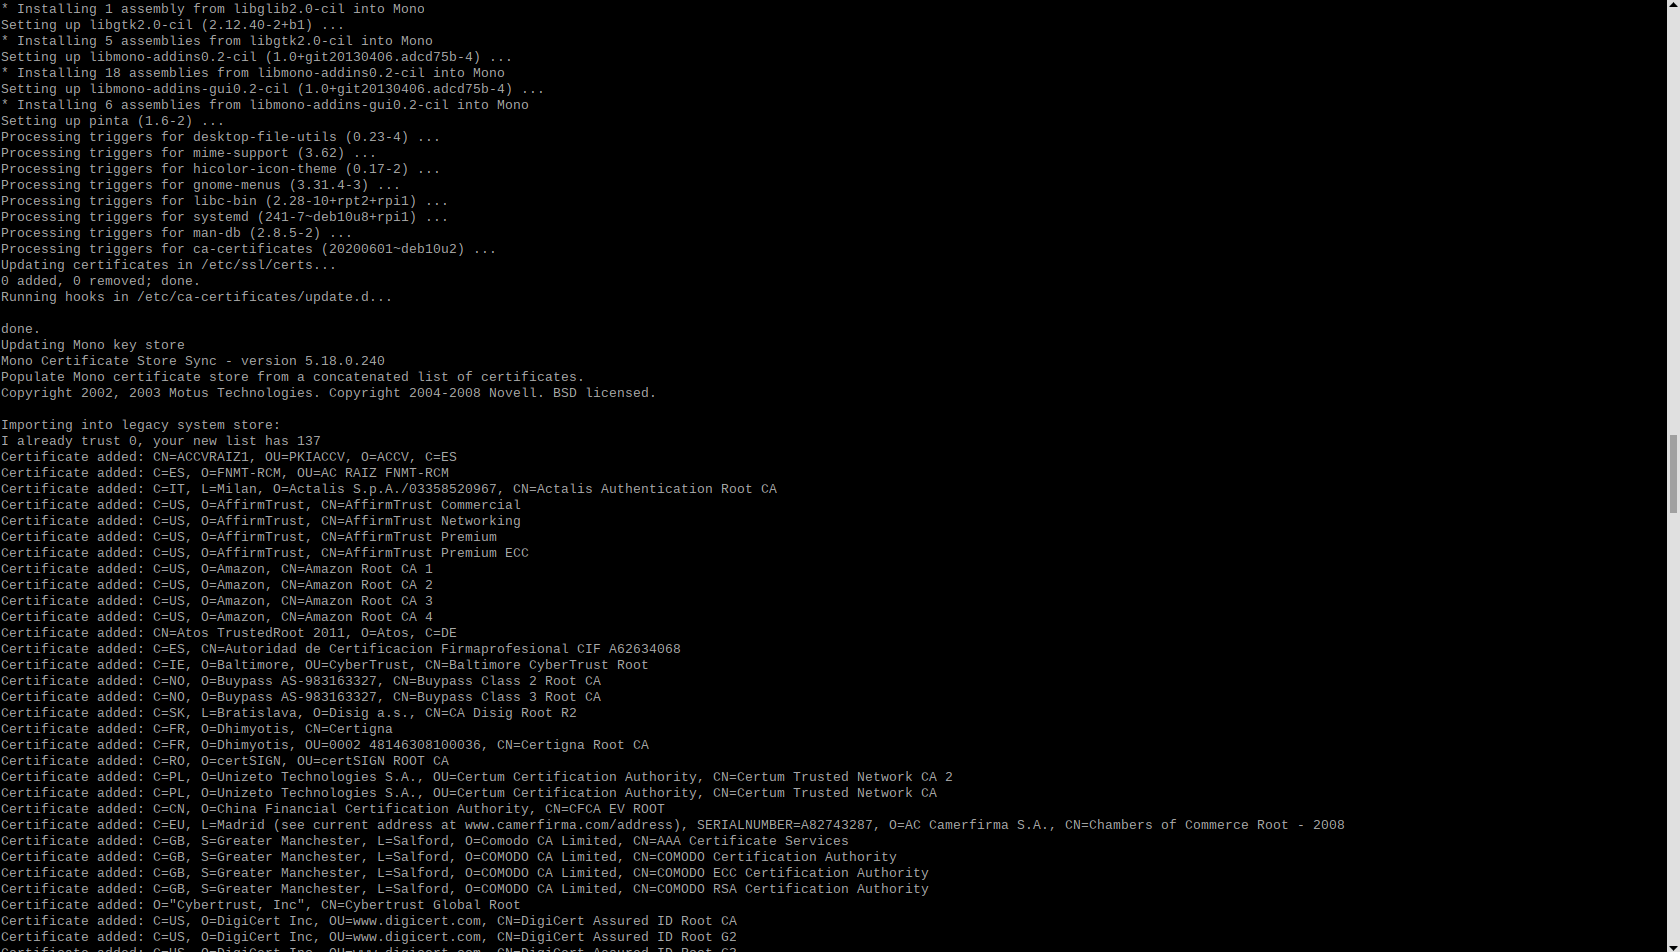 * Installing 1 assembly from libglib2.0-cil into Mono
Setting up libgtk2.0-cil (2.12.40-2+b1) ...
* Installing 5 assemblies from libgtk2.0-cil into Mono
Setting up libmono-addins0.2-cil (1.0+git20130406.adcd75b-4) ...
* Installing 18 assemblies from libmono-addins0.2-cil into Mono
Setting up libmono-addins-gui0.2-cil (1.0+git20130406.adcd75b-4) ...
* Installing 6 assemblies from libmono-addins-gui0.2-cil into Mono
Setting up pinta (1.6-2) ...
Processing triggers for desktop-file-utils (0.23-4) ...
Processing triggers for mime-support (3.62) ...
Processing triggers for hicolor-icon-theme (0.17-2) ...
Processing triggers for gnome-menus (3.31.4-3) ...
Processing triggers for libc-bin (2.28-10+rpt2+rpi1) ...
Processing triggers for systemd (241-7~deb10u8+rpi1) ...
Processing triggers for man-db (2.8.5-2) ...
Processing triggers for ca-certificates (20200601~deb10u2) ...
Updating certificates in /etc/ssl/certs...
0 added, 0 removed; done.
Running hooks in /etc/ca-certificates/update.d...

done.
Updating Mono key store
Mono Certificate Store Sync - version 5.18.0.240
Populate Mono certificate store from a concatenated list of certificates.
Copyright 2002, 2003 Motus Technologies. Copyright 2004-2008 Novell. BSD licensed.

Importing into legacy system store:
I already trust 0, your new list has 137
Certificate added: CN=ACCVRAIZ1, OU=PKIACCV, O=ACCV, C=ES
Certificate added: C=ES, O=FNMT-RCM, OU=AC RAIZ FNMT-RCM
Certificate added: C=IT, L=Milan, O=Actalis S.p.A./03358520967, CN=Actalis Authentication Root CA
Certificate added: C=US, O=AffirmTrust, CN=AffirmTrust Commercial
Certificate added: C=US, O=AffirmTrust, CN=AffirmTrust Networking
Certificate added: C=US, O=AffirmTrust, CN=AffirmTrust Premium
Certificate added: C=US, O=AffirmTrust, CN=AffirmTrust Premium ECC
Certificate added: C=US, O=Amazon, CN=Amazon Root CA 1
Certificate added: C=US, O=Amazon, CN=Amazon Root CA 2
Certificate added: C=US, O=Amazon, CN=Amazon Root CA 3
Certificate added: C=US, O=Amazon, CN=Amazon Root CA 4
Certificate added: CN=Atos TrustedRoot 2011, O=Atos, C=DE
Certificate added: C=ES, CN=Autoridad de Certificacion Firmaprofesional CIF A62634068
Certificate added: C=IE, O=Baltimore, OU=CyberTrust, CN=Baltimore CyberTrust Root
Certificate added: C=NO, O=Buypass AS-983163327, CN=Buypass Class 2 Root CA
Certificate added: C=NO, O=Buypass AS-983163327, CN=Buypass Class 3 Root CA
Certificate added: C=SK, L=Bratislava, O=Disig a.s., CN=CA Disig Root R2
Certificate added: C=FR, O=Dhimyotis, CN=Certigna
Certificate added: C=FR, O=Dhimyotis, OU=0002 48146308100036, CN=Certigna Root CA
Certificate added: C=RO, O=certSIGN, OU=certSIGN ROOT CA
Certificate added: C=PL, O=Unizeto Technologies S.A., OU=Certum Certification Authority, CN=Certum Trusted Network CA 2
Certificate added: C=PL, O=Unizeto Technologies S.A., OU=Certum Certification Authority, CN=Certum Trusted Network CA
Certificate added: C=CN, O=China Financial Certification Authority, CN=CFCA EV ROOT
Certificate added: C=EU, L=Madrid (see current address at www.camerfirma.com/address), SERIALNUMBER=A82743287, O=AC Camerfirma S.A., CN=Chambers of Commerce Root - 2008
Certificate added: C=GB, S=Greater Manchester, L=Salford, O=Comodo CA Limited, CN=AAA Certificate Services
Certificate added: C=GB, S=Greater Manchester, L=Salford, O=COMODO CA Limited, CN=COMODO Certification Authority
Certificate added: C=GB, S=Greater Manchester, L=Salford, O=COMODO CA Limited, CN=COMODO ECC Certification Authority
Certificate added: C=GB, S=Greater Manchester, L=Salford, O=COMODO CA Limited, CN=COMODO RSA Certification Authority
Certificate added: O="Cybertrust, Inc", CN=Cybertrust Global Root
Certificate added: C=US, O=DigiCert Inc, OU=www.digicert.com, CN=DigiCert Assured ID Root CA
Certificate added: C=US, O=DigiCert Inc, OU=www.digicert.com, CN=DigiCert Assured ID Root G2
Certificate added: C=US, O=DigiCert Inc, OU=www.digicert.com, CN=DigiCert Assured ID Root G3